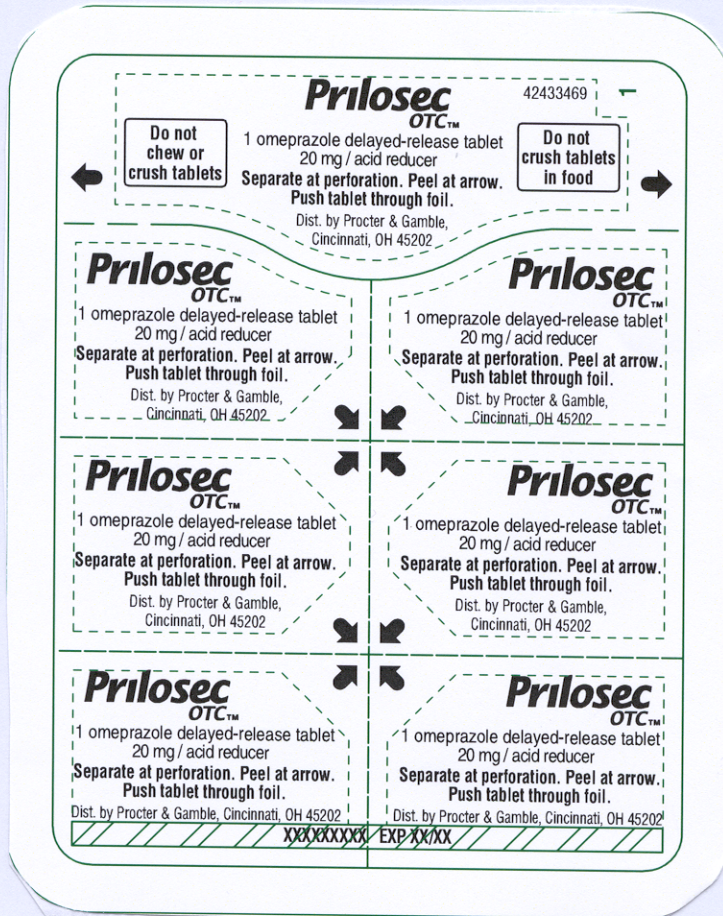 Prilosec 42433469 1
OTC™
Do not
chew or
crush tablets
1 omeprazole delayed-release tablet
20 mg / acid reducer
Separate at perforation. Peel at arrow.
Push tablet through foil.
Dist. by Procter & Gamble,
Cincinnati, OH 45202
Do not
crush tablets
in food
Prilosec
OTC™
1 omeprazole delayed-release tablet
20 mg / acid reducer
Separate at perforation. Peel at arrow.
Push tablet through foil.
Dist. by Procter & Gamble,
Cincinnati, OH 45202
Prilosec
OTC™
1 omeprazole delayed-release tablet
20 mg / acid reducer
Separate at perforation. Peel at arrow.
Push tablet through foil.
Dist. by Procter & Gamble,
Cincinnati, OH 45202
Prilosec
OTC™
1 omeprazole delayed-release tablet
20 mg / acid reducer
Separate at perforation. Peel at arrow.
Push tablet through foil.
Dist. by Procter & Gamble,
Cincinnati, OH 45202
Prilosec
OTC™
1 omeprazole delayed-release tablet
20 mg / acid reducer
Separate at perforation. Peel at arrow.
Push tablet through foil.
Dist. by Procter & Gamble,
Cincinnati, OH 45202
Prilosec
OTC™
1 omeprazole delayed-release tablet
20 mg / acid reducer
Separate at perforation. Peel at arrow.
Push tablet through foil.
Dist. by Procter & Gamble, Cincinnati, OH 45202
Prilosec
OTC™
1 omeprazole delayed-release tablet
20 mg / acid reducer
Separate at perforation. Peel at arrow.
Push tablet through foil.
Dist. by Procter & Gamble, Cincinnati, OH 45202
XXXXXXXXX EXP XX/XX